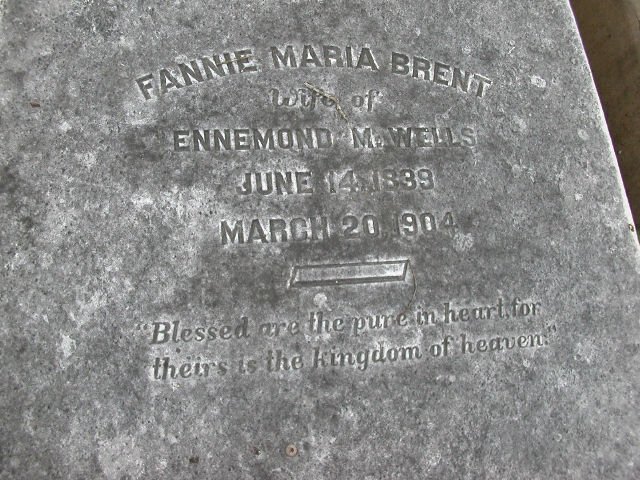 FANNIE MARIA BRENT
Wife of
ENNEMOND M. WELLS
JUNE 14, 1839
MARCH 20, 1904
"Blessed are the pure in heart, for
theirs is the kingdom of heaven."